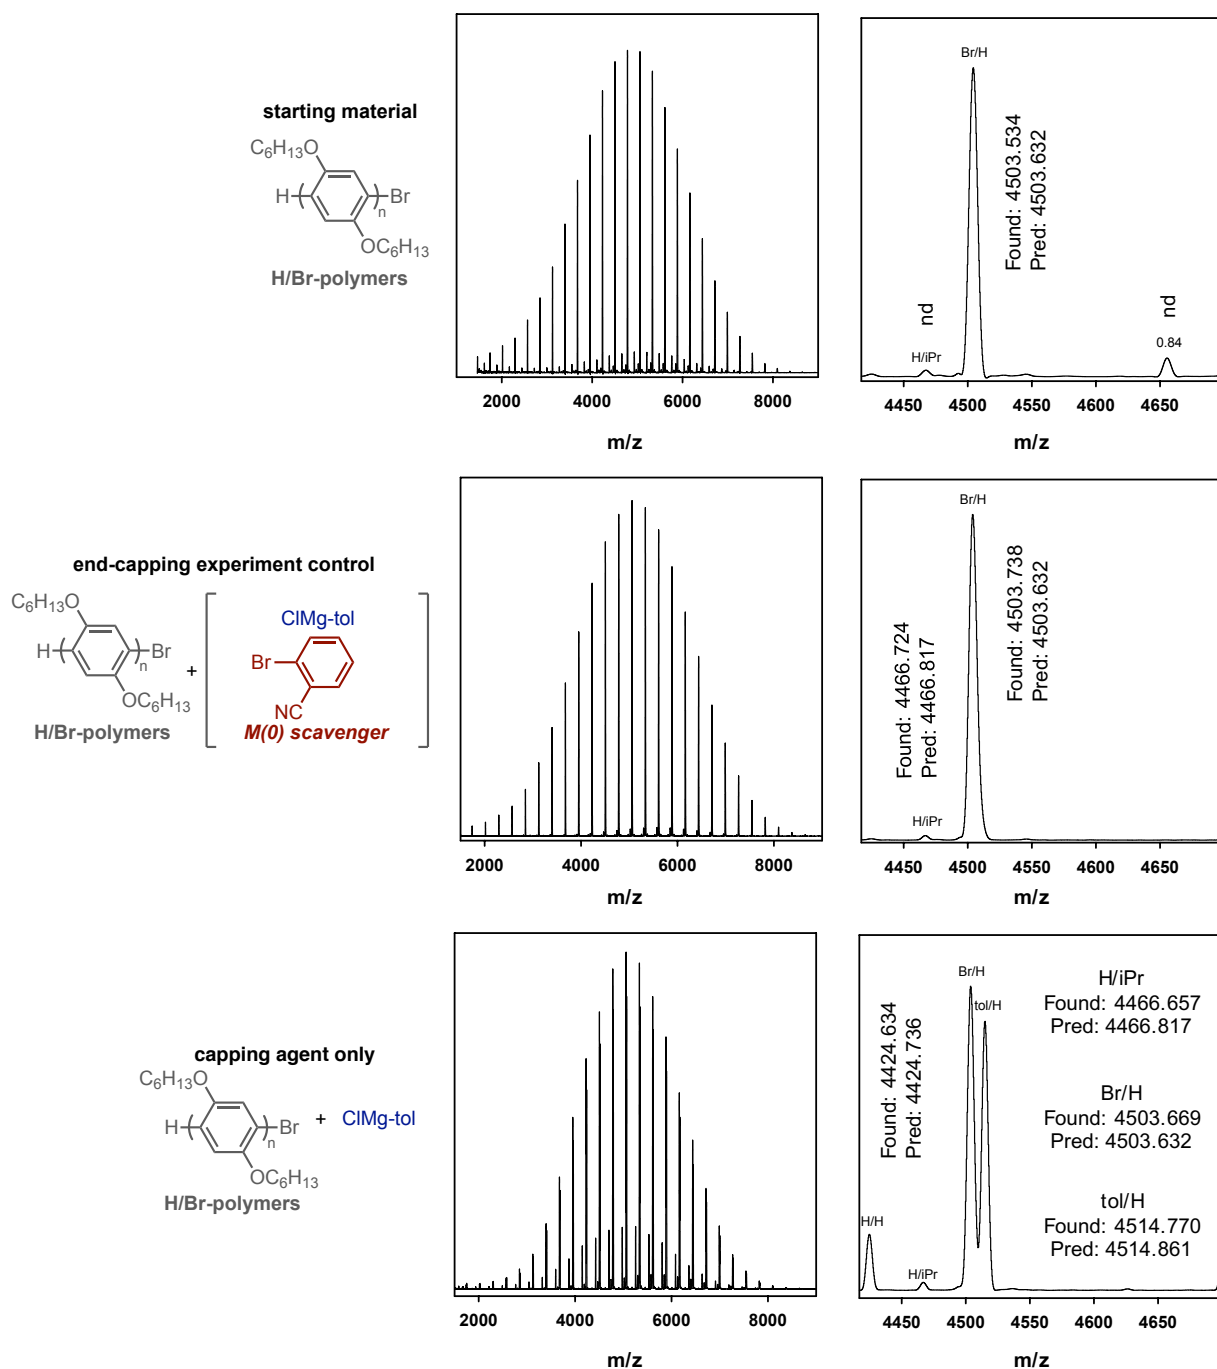 starting material
C6H13O
H
n
Br
OC6H13
H/Br-polymers
2000 4000 6000 8000
m/z
Br/H
Found: 4503.534
Pred: 4503.632
nd
H/iPr
nd
0.84
4450 4500 4550 4600 4650
m/z
end-capping experiment control
C6H13O
H
n
Br
OC6H13
H/Br-polymers
+
ClMg-tol
Br
NC
M(0) scavenger
2000 4000 6000 8000
m/z
Br/H
Found: 4466.724
Pred: 4466.817
Found: 4503.738
Pred: 4503.632
H/iPr
4450 4500 4550 4600 4650
m/z
capping agent only
C6H13O
H
n
Br
OC6H13
H/Br-polymers
+ ClMg-tol
2000 4000 6000 8000
m/z
Found: 4424.634
Pred: 4424.736
Br/H
tol/H
H/H
H/iPr
H/iPr
Found: 4466.657
Pred: 4466.817
Br/H
Found: 4503.669
Pred: 4503.632
tol/H
Found: 4514.770
Pred: 4514.861
4450 4500 4550 4600 4650
m/z